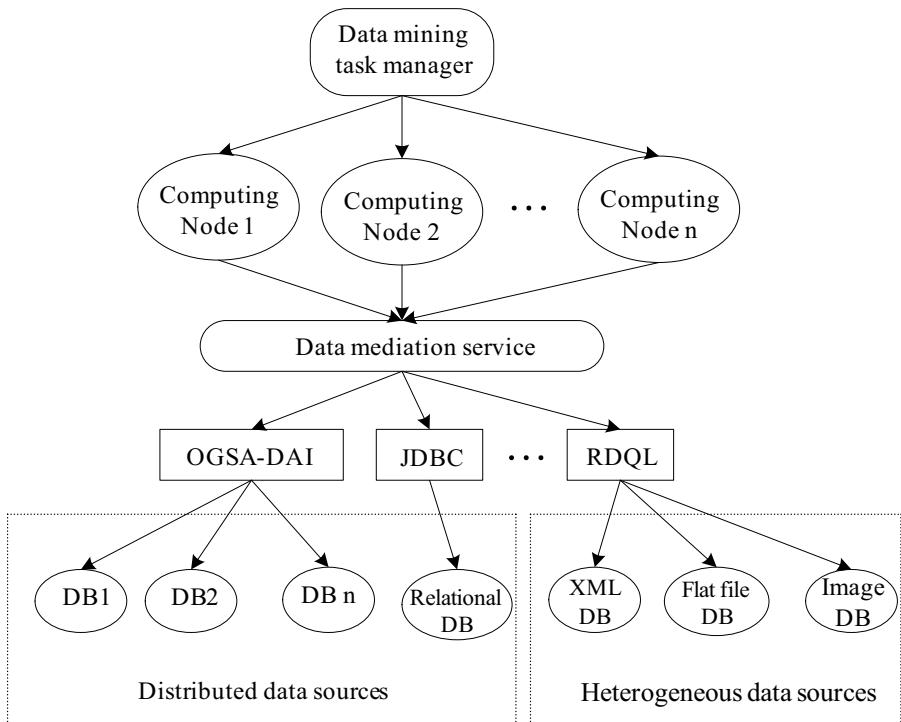 Data mining
task manager
Computing
Node 1
Computing
Node 2
. . .
Computing
Node n
Data mediation service
OGSA-DAI
JDBC
. . .
RDQL
DB1
DB2
DB n
Relational
DB
XML
DB
Flat file
DB
Image
DB
Distributed data sources
Heterogeneous data sources